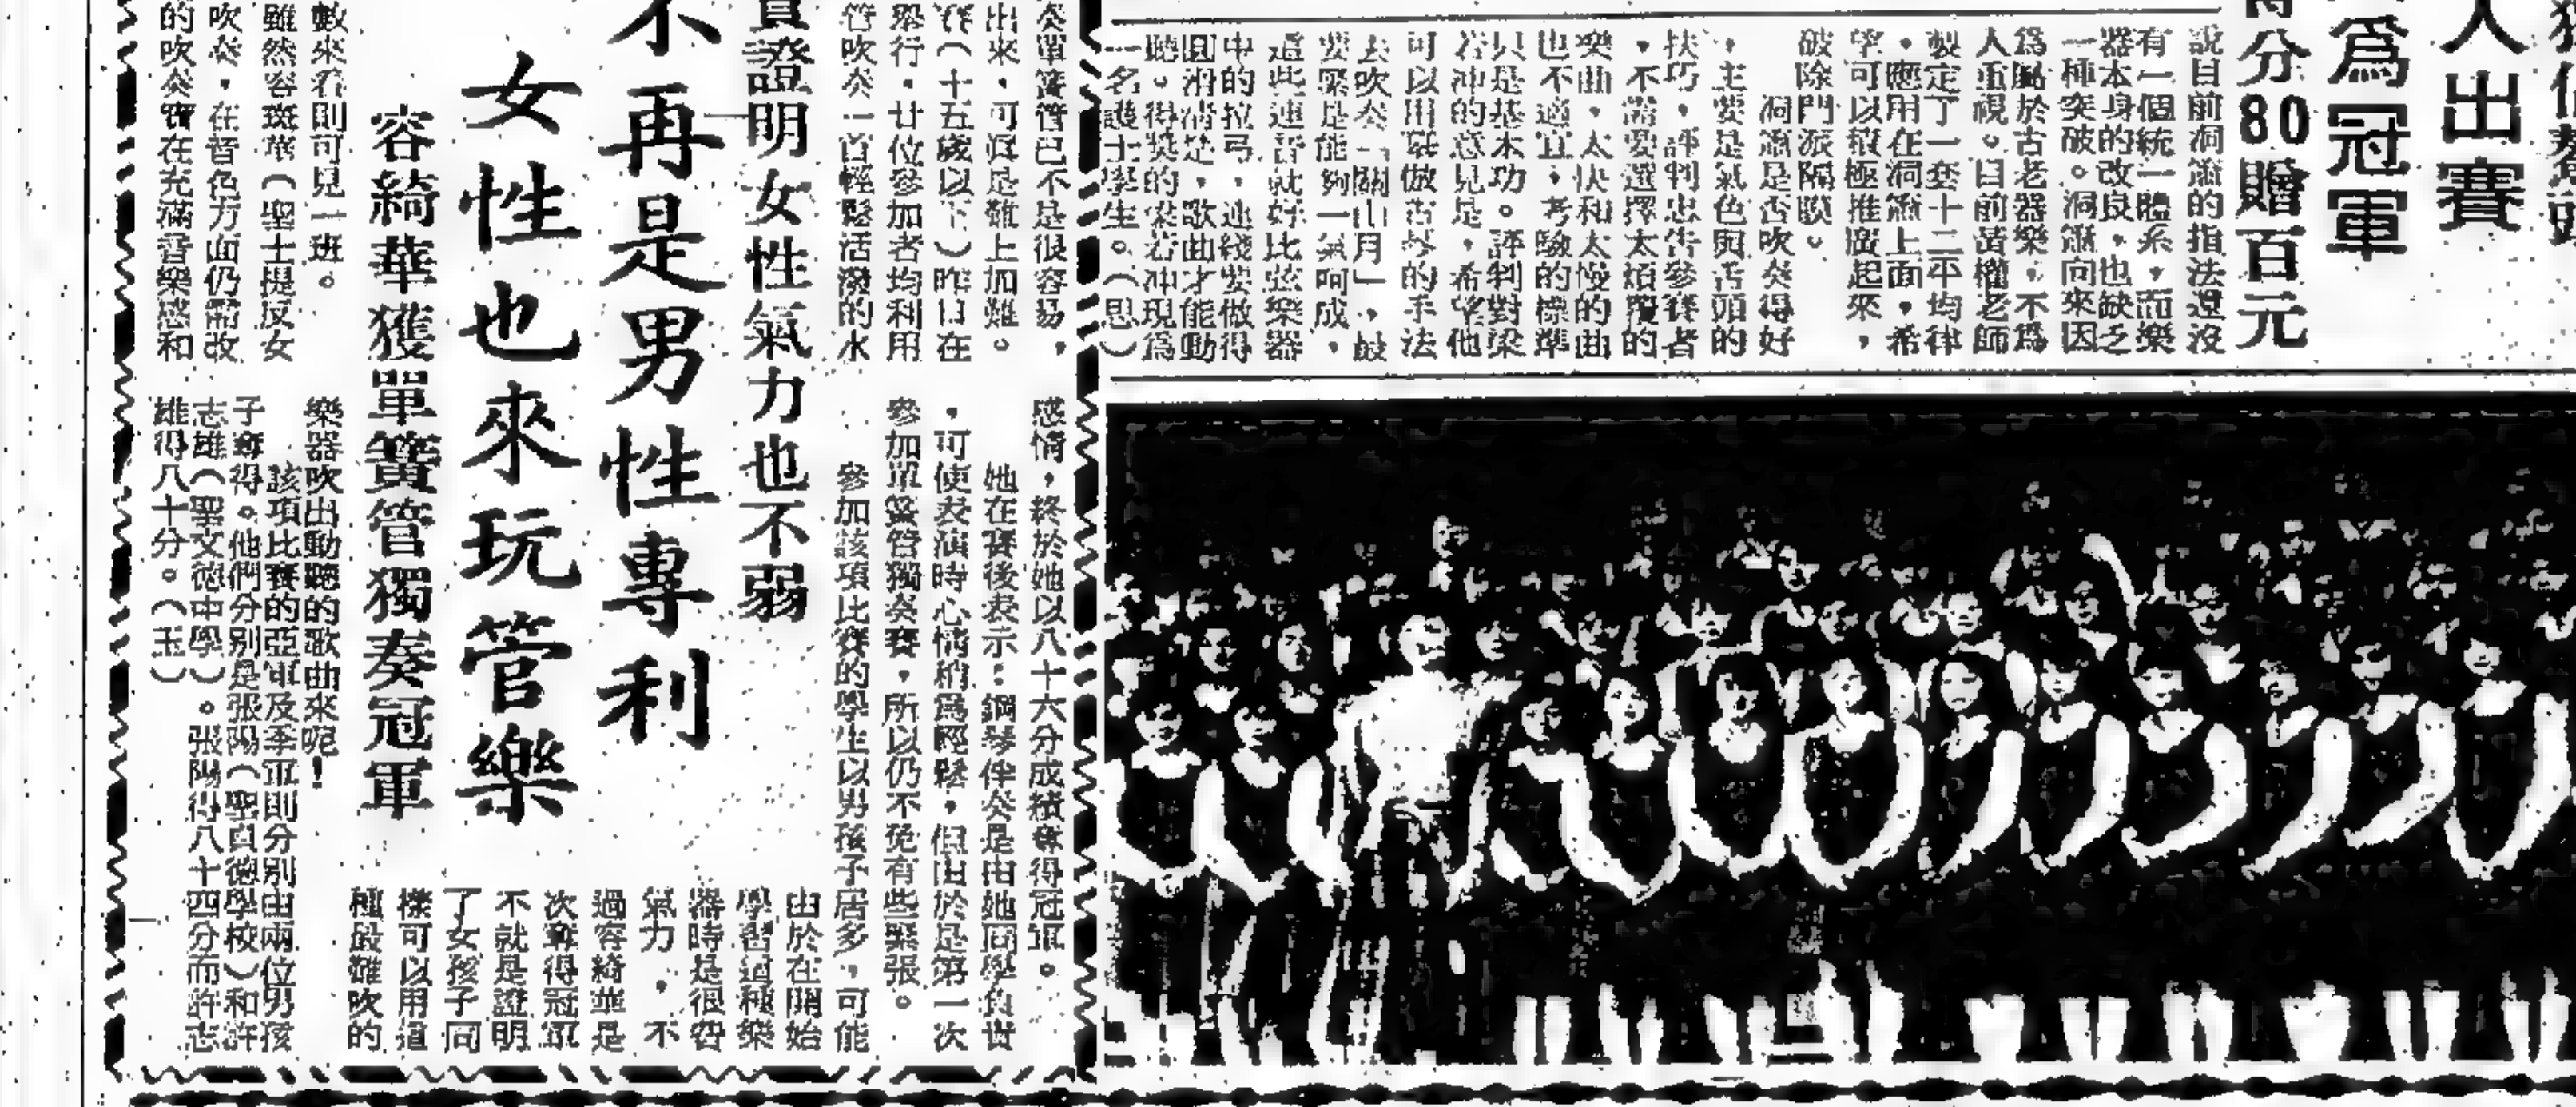 人出賽
為冠軍
得分80贈百元
說目前洞簫的指法還沒
有一個統一體系，而樂
器本身的改良，也缺乏
一種突破。洞簫向來因
為屬於古老器樂，不為
人重視。目前黃權老師
製定了一套十二平均律
，應用在洞簫上面，希
望可以積極推廣起來，
破除門派隔膜。
洞簫是否吹奏得好
，主要是氣色與舌頭的
技巧，評判忠告參賽者
，不需要選擇太煩覆的
樂曲，太快和太慢的曲
也不適宜，考驗的標準
只是基本功。評判對梁
若冲的意見是，希望他
可以用模倣古琴的手法
去吹奏「關山月」，最
要緊是能夠一氣呵成，
這些連音就好比弦樂器
中的拉弓，連綫要做得
圓滑清楚，歌曲才能動
聽。得獎的梁若冲現為
一名護士學生。（思）
證明女性氣力也不弱
不再是男性專利
女性也來玩管樂
容綺華獲單簧管獨奏冠軍
奏單簧管已不是很容易，
出來，可眞是難上加難。
賽（十五歲以下）昨日在
舉行，廿位參加者均利用
管吹奏一首輕鬆活潑的水
數來看則可見一斑。
雖然容綺華（聖士提反女
吹奏，在音色方面仍需改
的吹奏實在充滿音樂感和
感情，終於她以八十六分成績奪得冠軍。
她在賽後表示：鋼琴伴奏是由她同學負責
，可使表演時心情稍為輕鬆，但由於是第一次
參加單簧管獨奏賽，所以仍不免有些緊張。
參加該項比賽的學生以男孩子居多，可能
由於在開始
學習這種樂
器時是很費
氣力，不
過容綺華是
次奪得冠軍
不就是證明
了女孩子同
樣可以用這
種最難吹的
樂器吹出動聽的歌曲來呢！
該項比賽的亞軍及季軍則分別由兩位男孩
子奪得。他們分別是張陽（聖貞德學校）和許
志雄（聖文德中學）。張陽得八十四分而許志
雄得八十分。（玉）